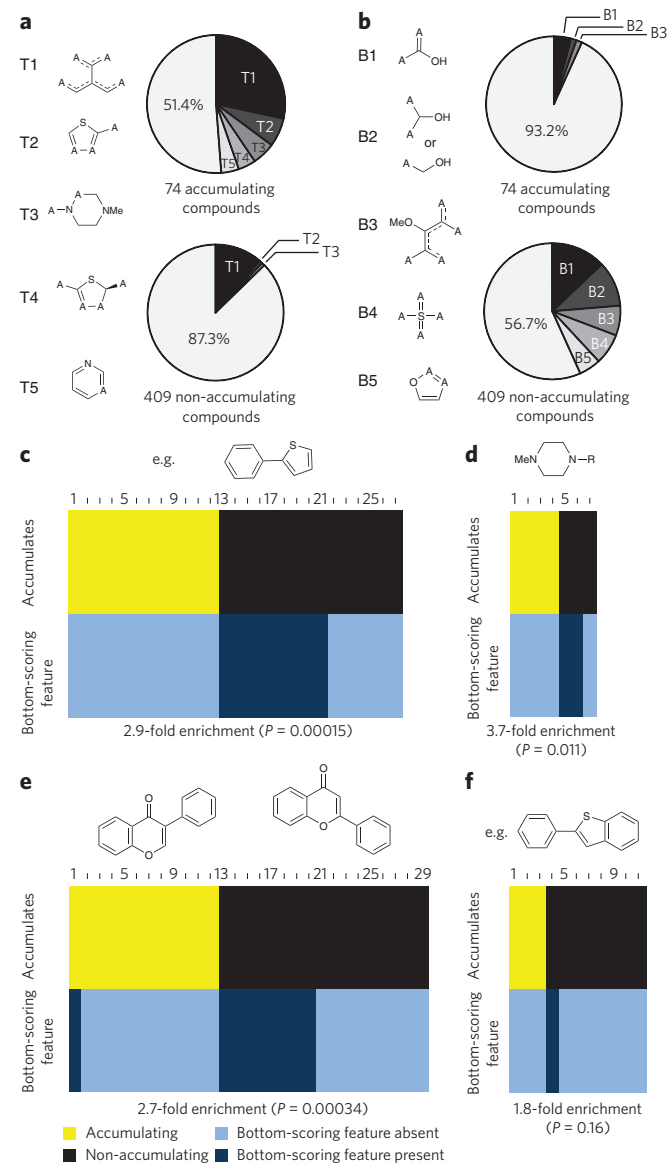 a
T1
A A
A A
51.4%
T1
T2
T3
T4
T5
T2
S
A
A A
74 accumulating
compounds
T3
A
A N NMe
T4
S
A A
A A
T1
T2
T3
87.3%
T5
N
A
409 non-accumulating
compounds
b
B1
A
A OH
B1
B2
B3
93.2%
B2
A
OH
A
or
A OH
74 accumulating
compounds
B3
A
MeO
A
A A
B1
B2
B3
B4
B5
56.7%
B4
A
A S A
A
B5
A
O A
409 non-accumulating
compounds
c
e.g.
S
1 5 9 13 17 21 25
Accumulates
Bottom-scoring
feature
2.9-fold enrichment (P = 0.00015)
d
MeN N–R
1 5
Accumulates
Bottom-scoring
feature
3.7-fold enrichment
(P = 0.011)
e
O
O
O
O
1 5 9 13 17 21 25 29
Accumulates
Bottom-scoring
feature
2.7-fold enrichment (P = 0.00034)
f
e.g.
S
1 5 9
Accumulates
Bottom-scoring
feature
1.8-fold enrichment
(P = 0.16)
Accumulating
Bottom-scoring feature absent
Non-accumulating
Bottom-scoring feature present